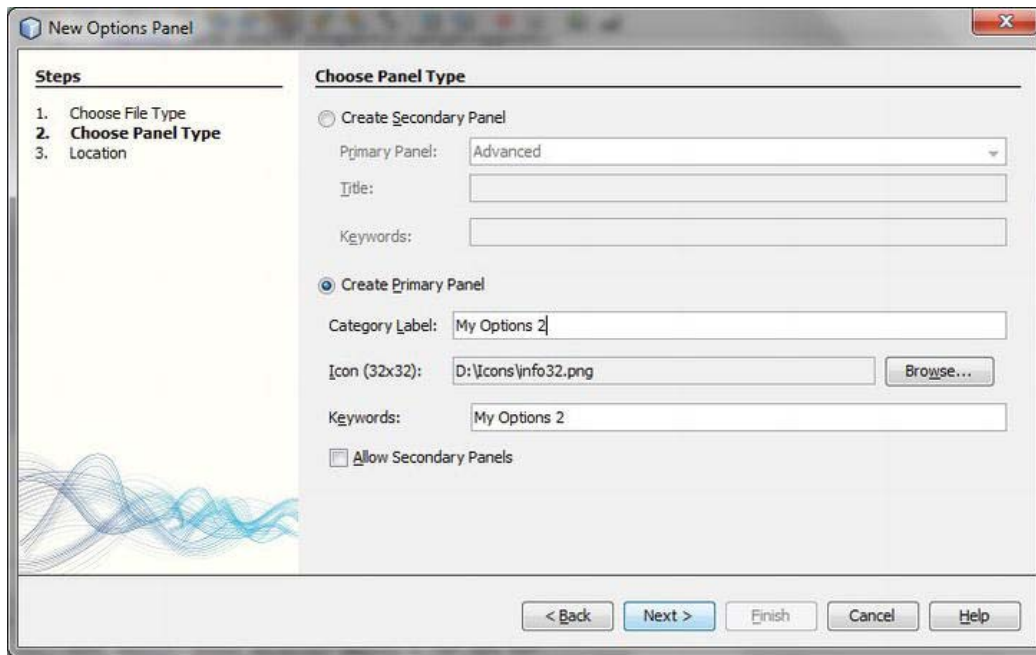 New Options Panel
Steps
1. Choose File Type
2. Choose Panel Type
3. Location
Choose Panel Type
Create Secondary Panel
Primary Panel: Advanced
Title:
Keywords:
Create Primary Panel
Category Label: My Options 2
Icon (32x32): D:\Icons\info32.png Browse...
Keywords: My Options 2
Allow Secondary Panels
< Back Next > Finish Cancel Help